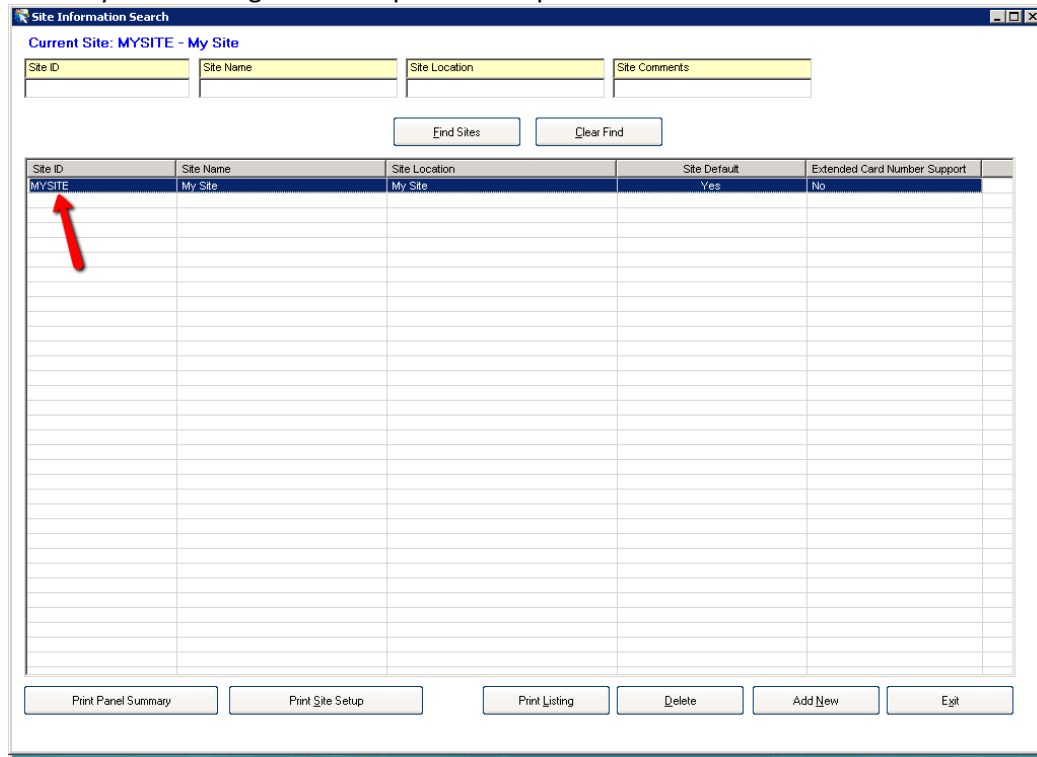 Site Information Search
Current Site: MYSITE - My Site
Site ID Site Name Site Location Site Comments
Find Sites Clear Find
Site ID Site Name Site Location Site Default Extended Card Number Support
MYSITE My Site My Site Yes No
Print Panel Summary Print Site Setup Print Listing Delete Add New Exit